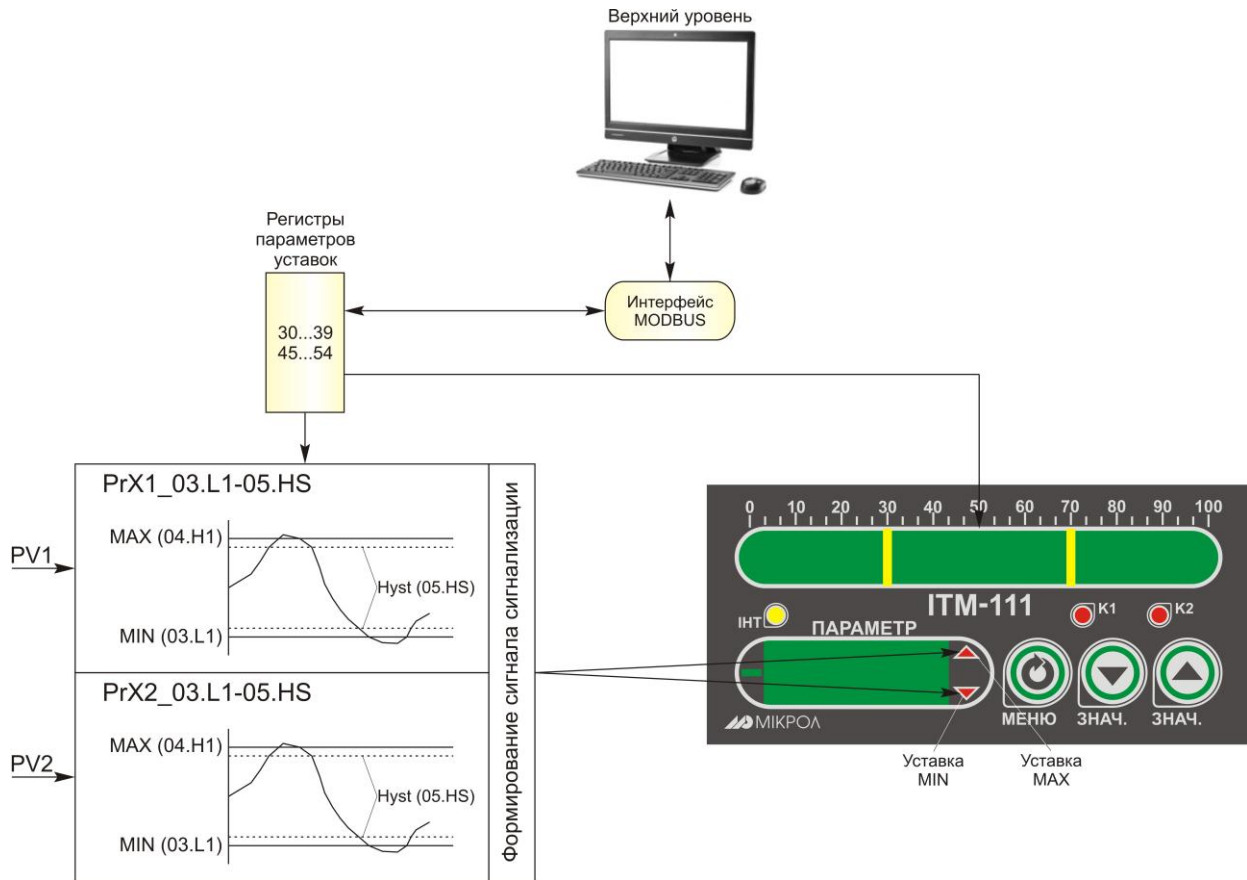 Верхний уровень
Регистры
параметров
уставок
30...39
45...54
Интерфейс
MODBUS
PrX1_03.L1-05.HS
MAX (04.H1)
Hyst (05.HS)
MIN (03.L1)
PV1
PrX2_03.L1-05.HS
MAX (04.H1)
Hyst (05.HS)
MIN (03.L1)
PV2
Формирование сигнала сигнализации
0 10 20 30 40 50 60 70 80 90 100
ITM-111
ІНТ
ПАРАМЕТР
K1
K2
МІКРОЛ
МЕНЮ
ЗНАЧ.
ЗНАЧ.
Уставка
MIN
Уставка
MAX